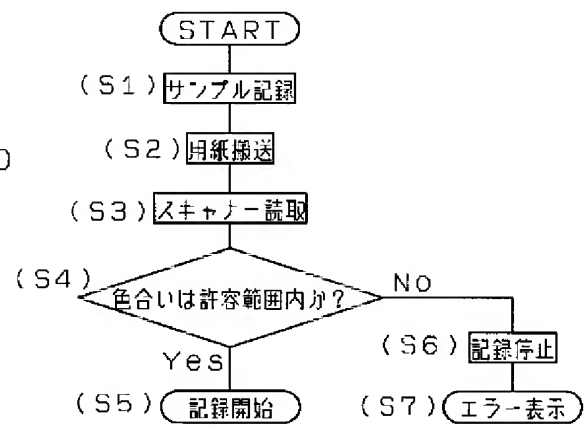 START
(S1) サンプル記録
(S2) 用紙搬送
(S3) スキャナー読取
(S4) 色合いは許容範囲内か?
No
Yes
(S6) 記録停止
(S5) 記録開始
(S7) エラー表示